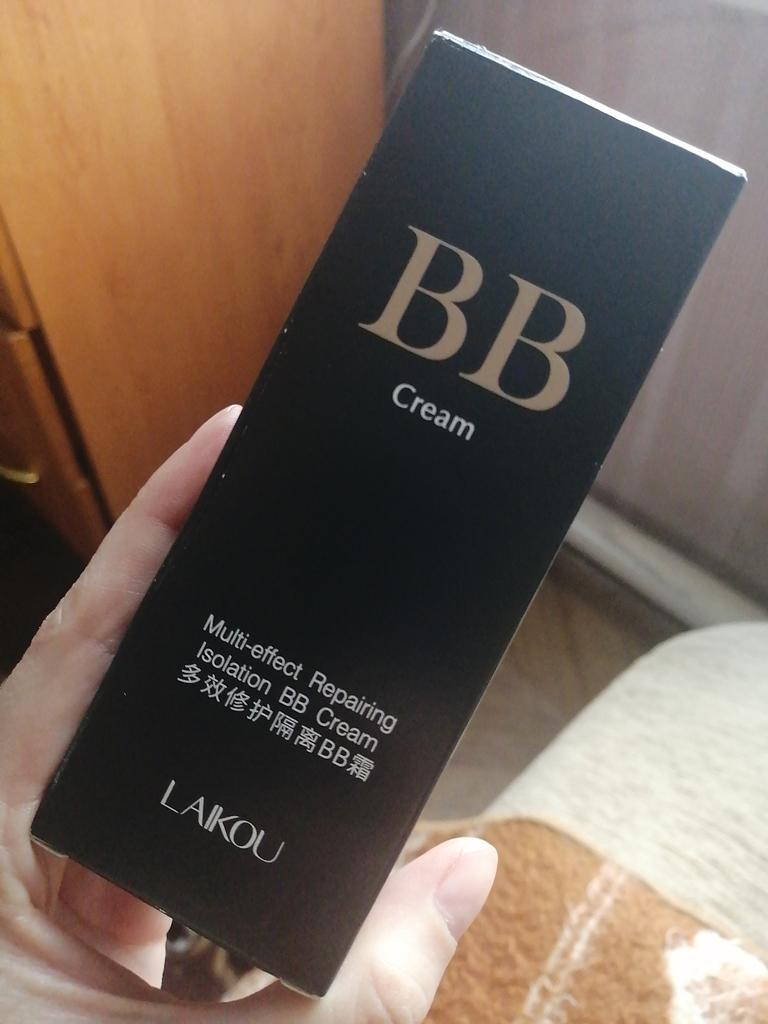 BB
Cream
Multi-effect Repairing
Isolation BB Cream
多效修护隔离BB霜
LAIKOU